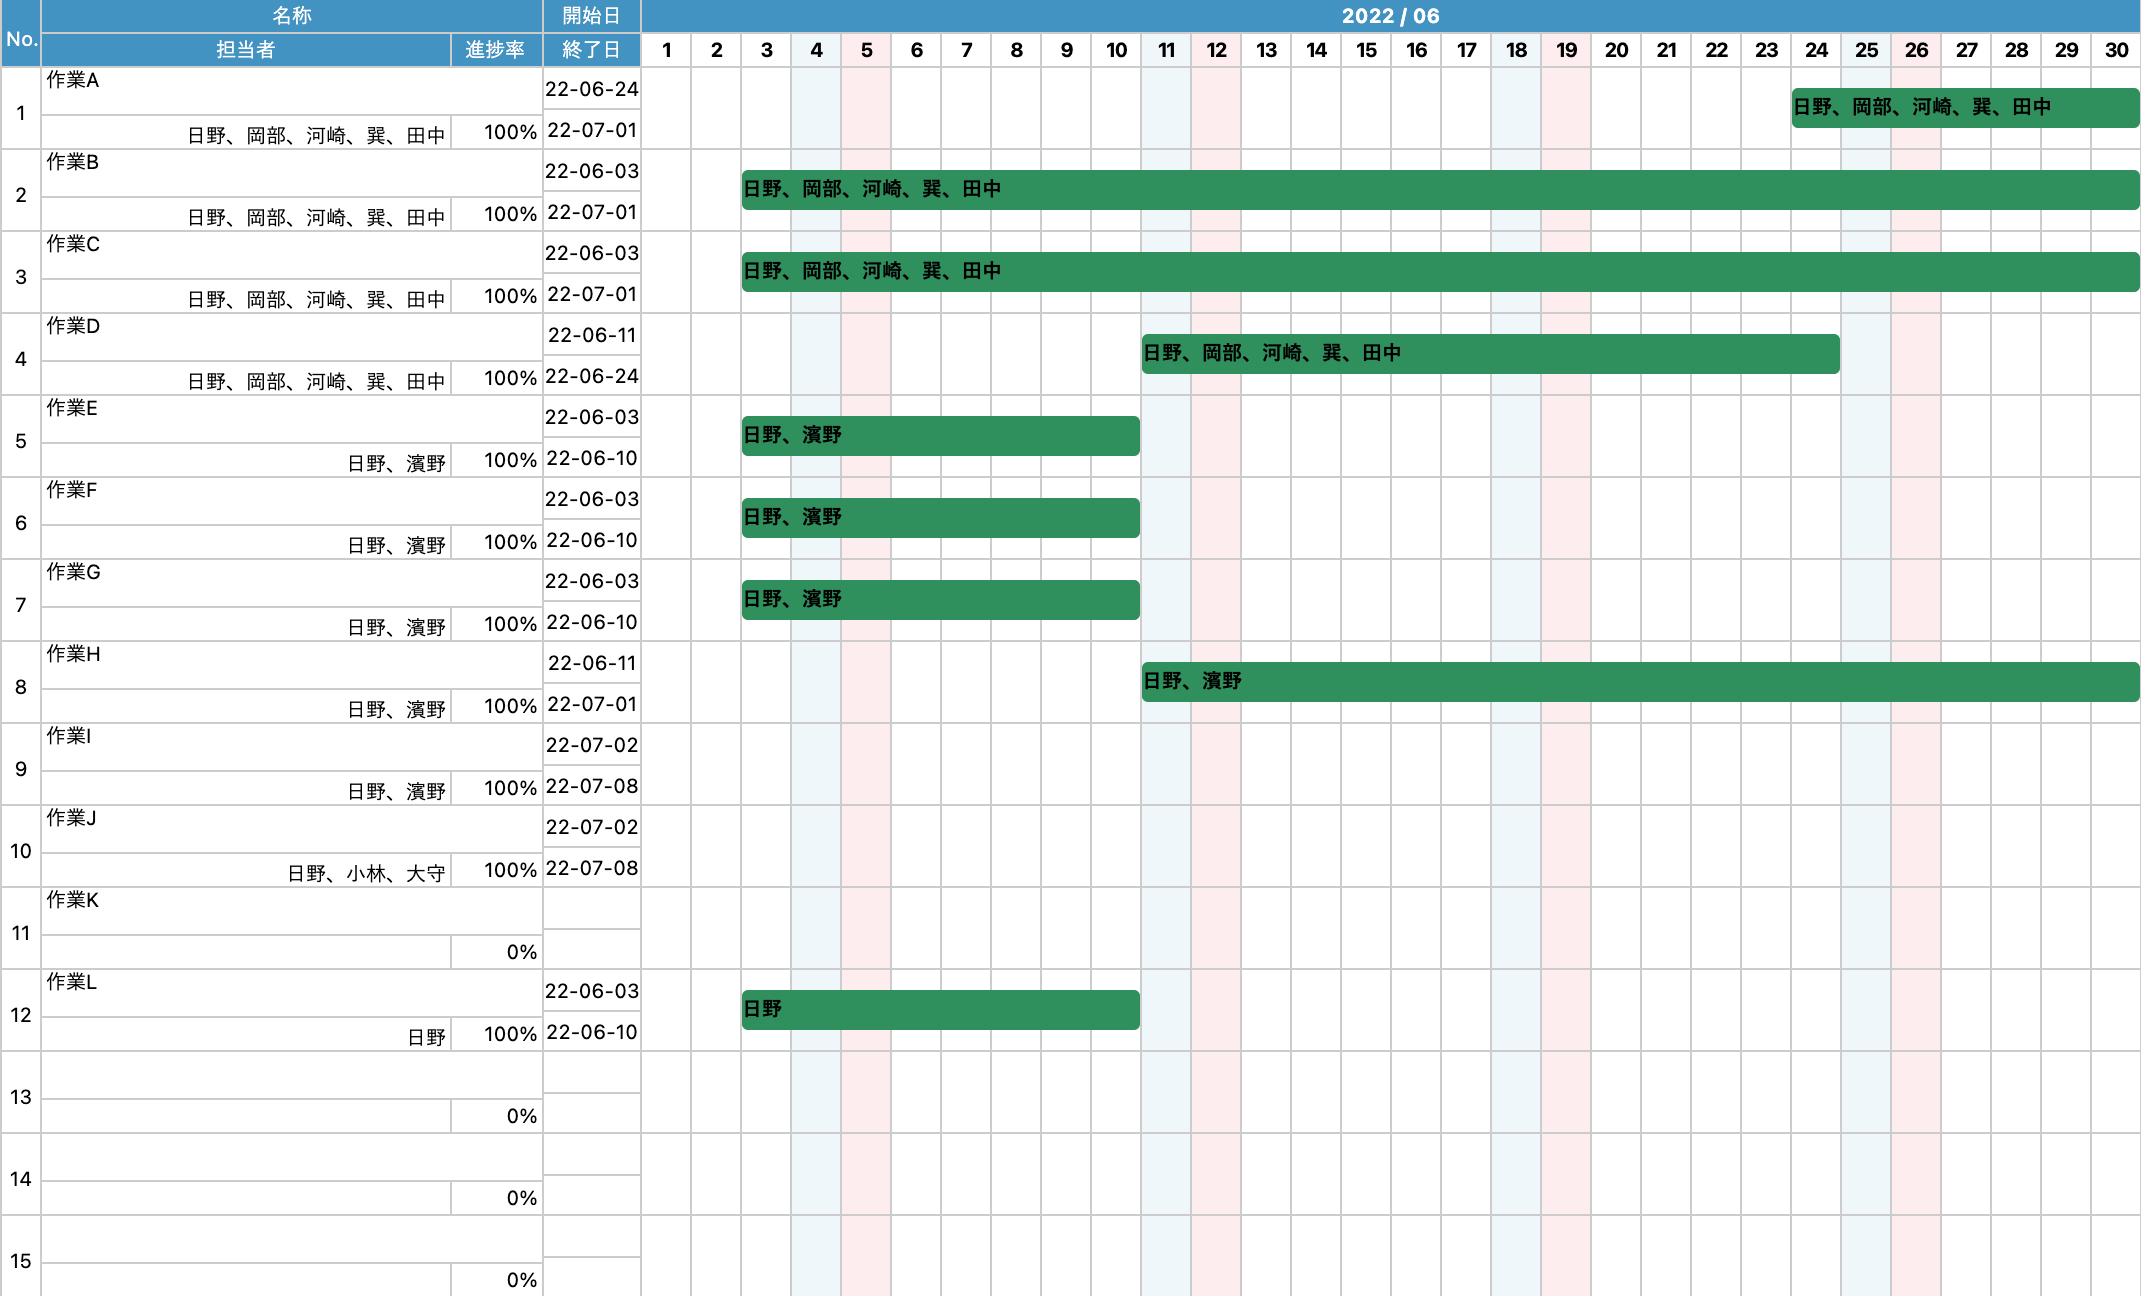 No. 名称 開始日 2022 / 06
担当者 進捗率 終了日 1 2 3 4 5 6 7 8 9 10 11 12 13 14 15 16 17 18 19 20 21 22 23 24 25 26 27 28 29 30
1 作業A 22-06-24 日野、岡部、河崎、巽、田中
日野、岡部、河崎、巽、田中 100% 22-07-01
2 作業B 22-06-03 日野、岡部、河崎、巽、田中
日野、岡部、河崎、巽、田中 100% 22-07-01
3 作業C 22-06-03 日野、岡部、河崎、巽、田中
日野、岡部、河崎、巽、田中 100% 22-07-01
4 作業D 22-06-11 日野、岡部、河崎、巽、田中
日野、岡部、河崎、巽、田中 100% 22-06-24
5 作業E 22-06-03 日野、濱野
日野、濱野 100% 22-06-10
6 作業F 22-06-03 日野、濱野
日野、濱野 100% 22-06-10
7 作業G 22-06-03 日野、濱野
日野、濱野 100% 22-06-10
8 作業H 22-06-11 日野、濱野
日野、濱野 100% 22-07-01
9 作業I 22-07-02
日野、濱野 100% 22-07-08
10 作業J 22-07-02
日野、小林、大守 100% 22-07-08
11 作業K
0%
12 作業L 22-06-03 日野
日野 100% 22-06-10
13
0%
14
0%
15
0%